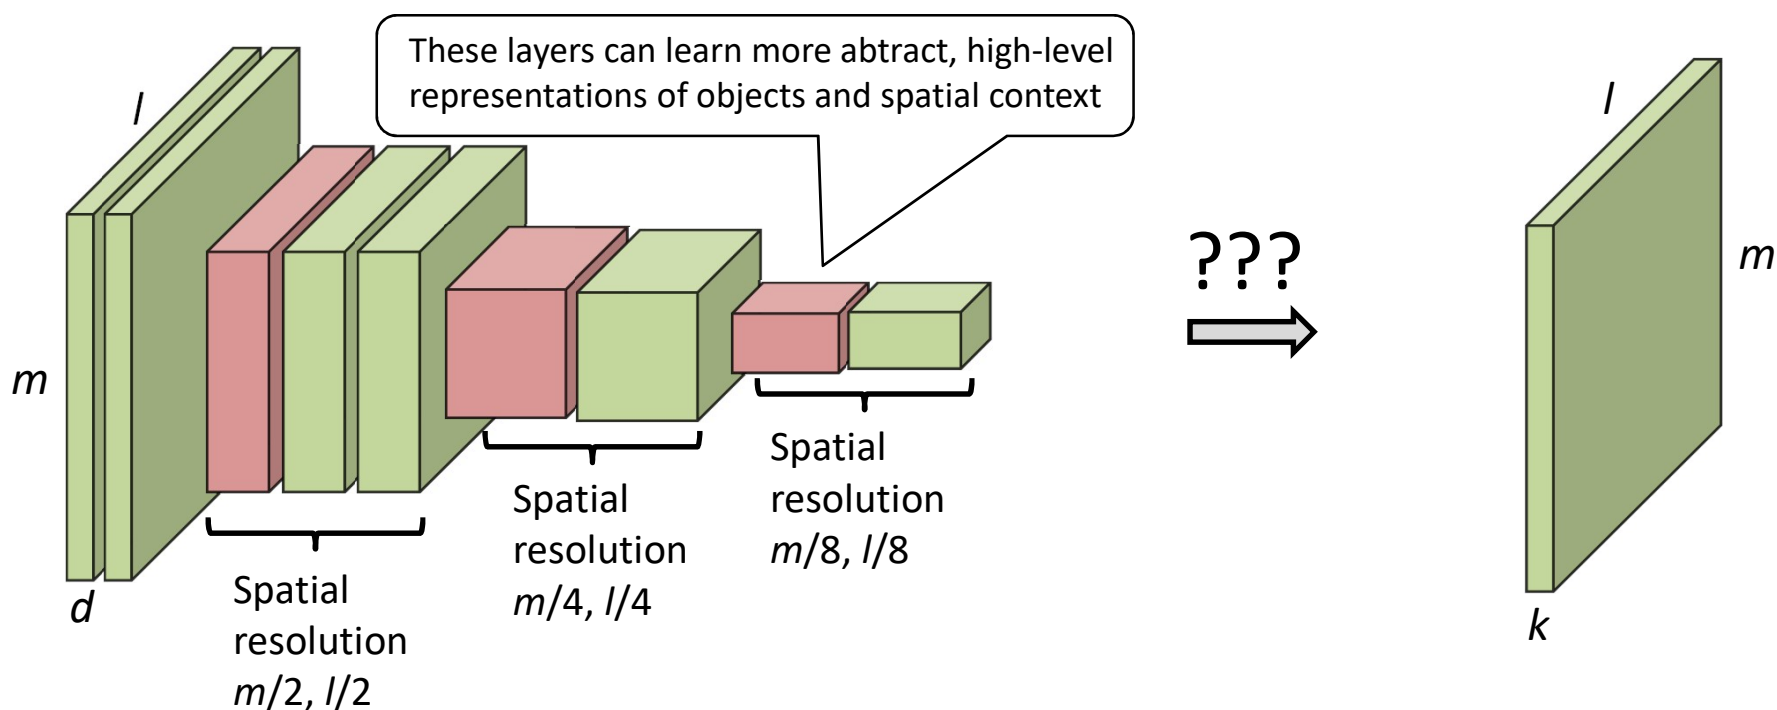 These layers can learn more abtract, high-level
representations of objects and spatial context
l
m
d
Spatial
resolution
m/2, l/2
Spatial
resolution
m/4, l/4
Spatial
resolution
m/8, l/8
???
l
m
k